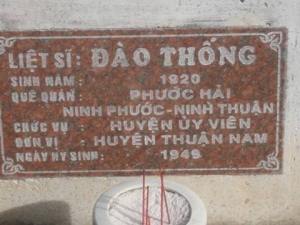 LIỆT SĨ : ĐÀO THỐNG
SINH NĂM : 1920
QUÊ QUÁN : PHƯỚC HẢI
NINH PHƯỚC-NINH THUẬN
CHỨC VỤ : HUYỆN ỦY VIÊN
ĐƠN VỊ : HUYỆN THUẬN NAM
NGÀY HY SINH : 1949